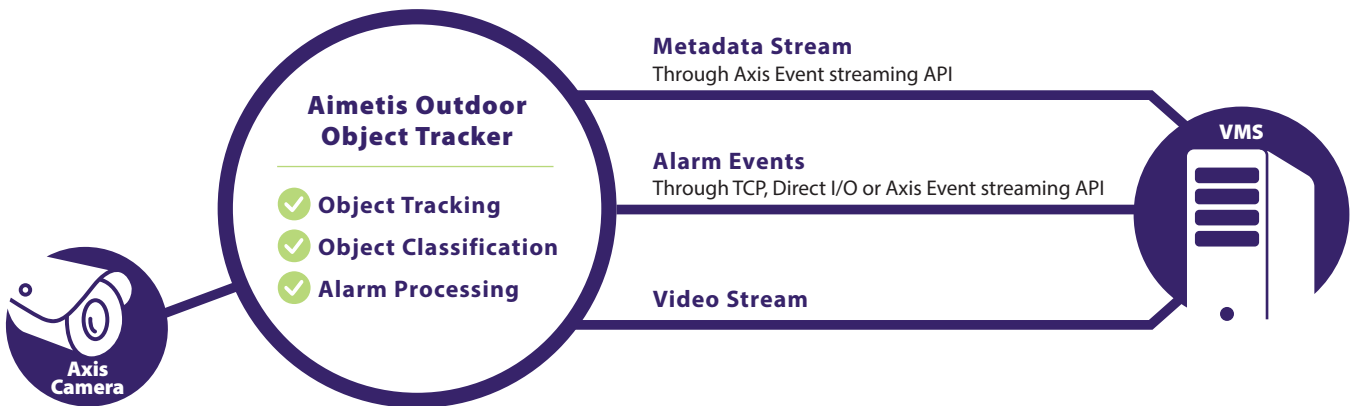 Metadata Stream
Through Axis Event streaming API
Aimetis Outdoor
Object Tracker
VMS
Alarm Events
Through TCP, Direct I/O or Axis Event streaming API
Object Tracking
Object Classification
Alarm Processing
Video Stream
Axis
Camera